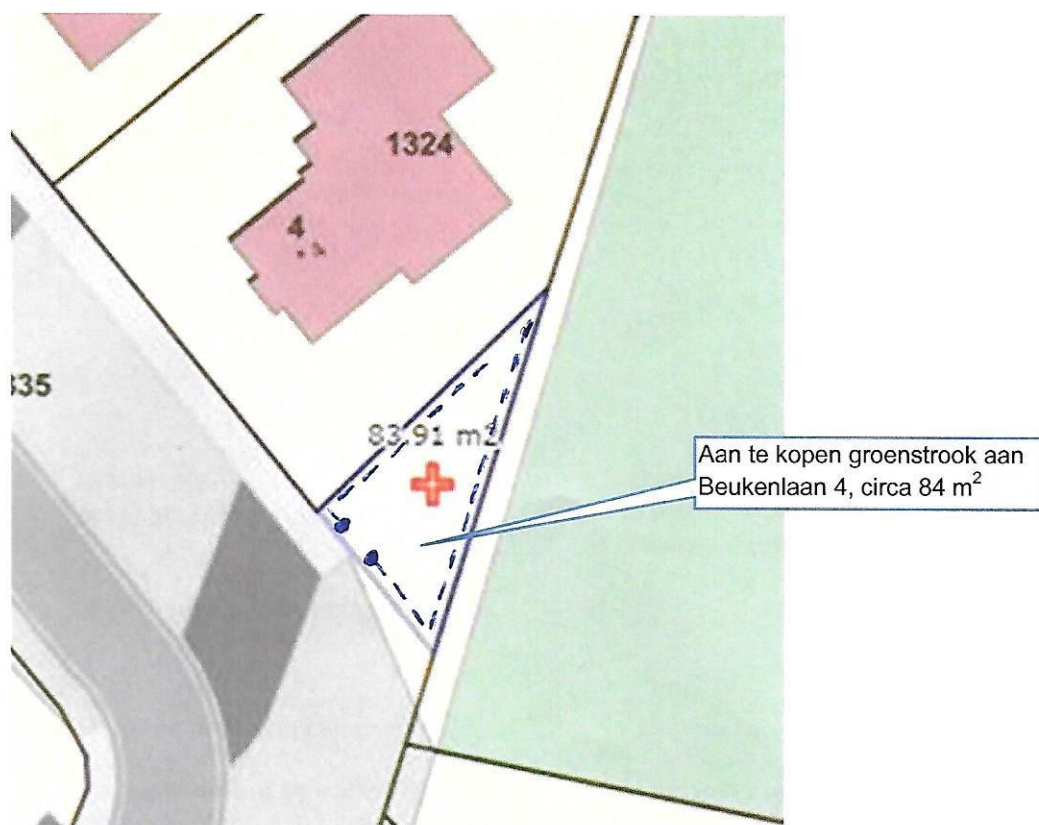 1324
4
335
83.91 m2
Aan te kopen groenstrook aan
Beukenlaan 4, circa 84 m²